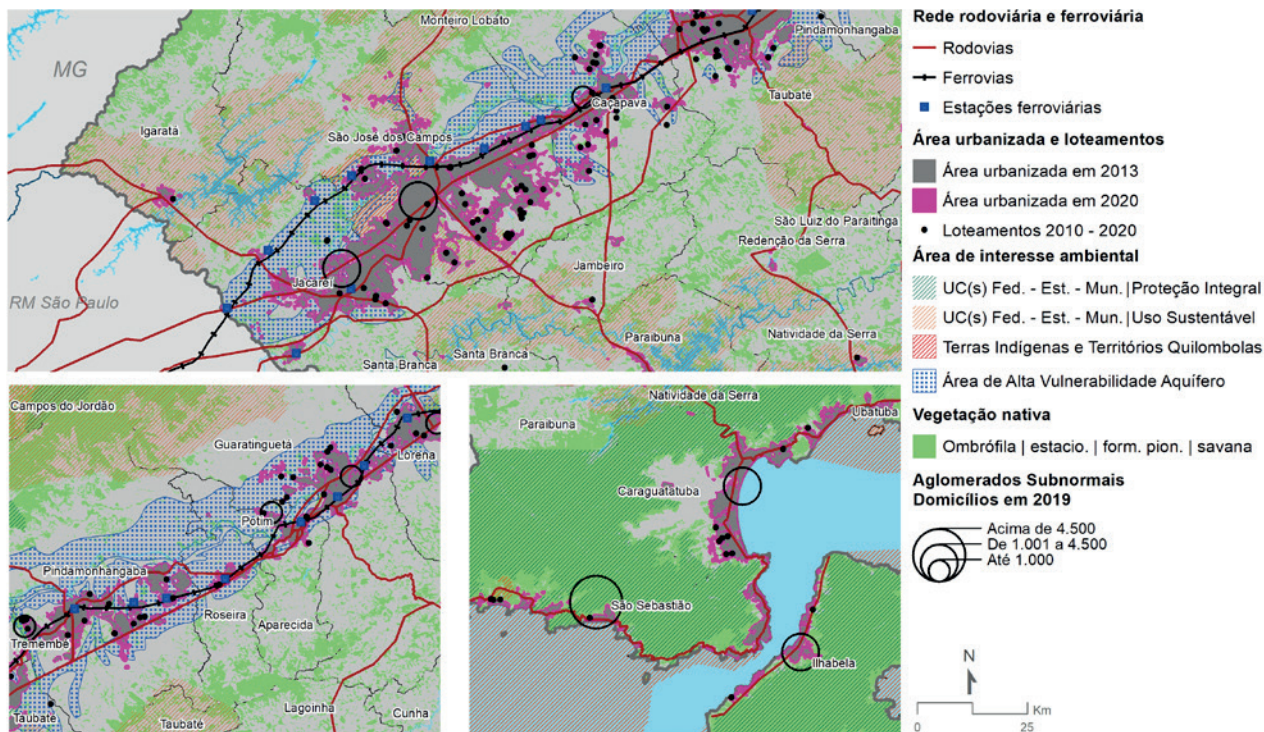 Monteiro Lobato
Pindamonhangaba
MG
Taubaté
Caçapava
Igaratá
São José dos Campos
São Luiz do Paraitinga
Redenção da Serra
Jambeiro
Jacareí
RM São Paulo
Paraibuna
Natividade da Serra
Santa Branca
Santa Branca
Campos do Jordão
Guaratinguetá
Lorena
Potim
Pindamonhangaba
Roseira
Aparecida
Tremembé
Lagoinha
Taubaté
Taubaté
Cunha
Natividade da Serra
Ubatuba
Paraibuna
Caraguatatuba
São Sebastião
Ilhabela
Rede rodoviária e ferroviária
Rodovias
Ferrovias
Estações ferroviárias
Área urbanizada e loteamentos
Área urbanizada em 2013
Área urbanizada em 2020
Loteamentos 2010 - 2020
Área de interesse ambiental
UC(s) Fed. - Est. - Mun. | Proteção Integral
UC(s) Fed. - Est. - Mun. | Uso Sustentável
Terras Indígenas e Territórios Quilombolas
Área de Alta Vulnerabilidade Aquífero
Vegetação nativa
Ombrófila | estacio. | form. pion. | savana
Aglomerados Subnormais
Domicílios em 2019
Acima de 4.500
De 1.001 a 4.500
Até 1.000
N
Km
0 25